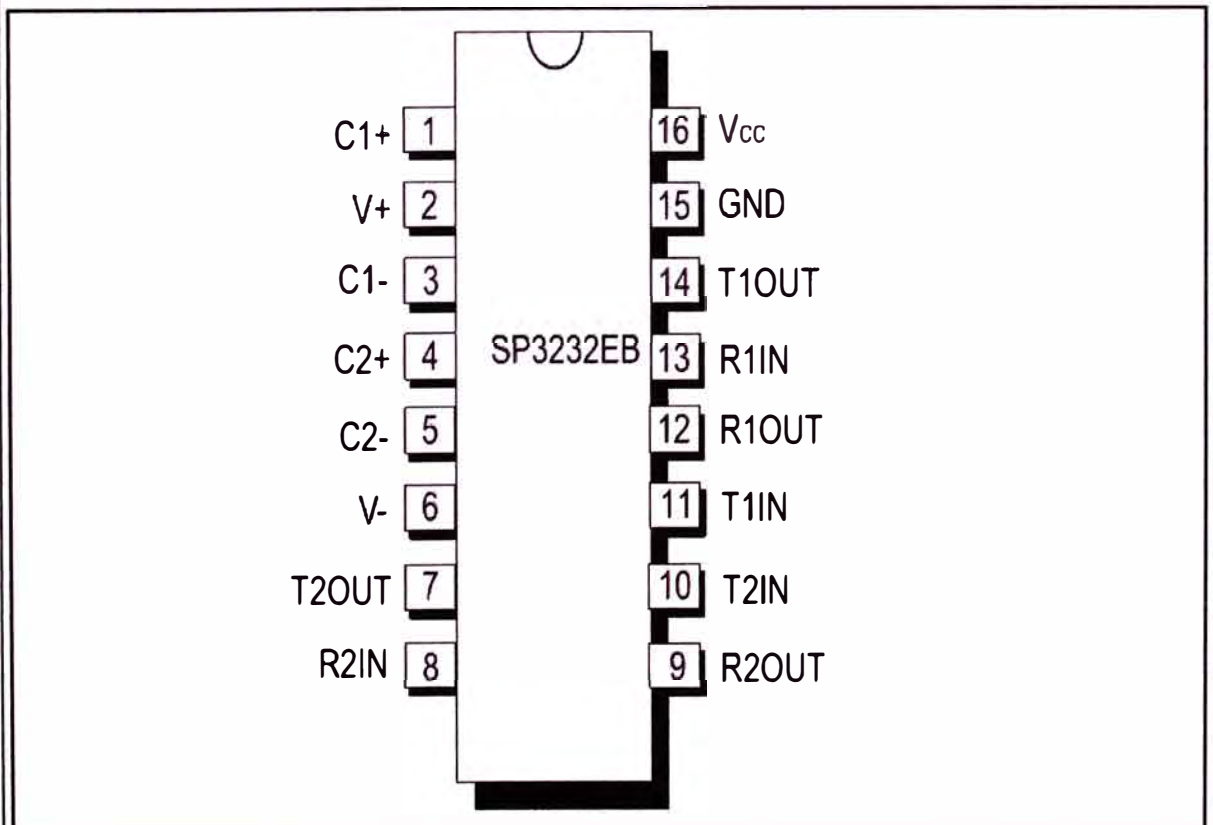 C1+ 1 16 Vcc
V+ 2 15 GND
C1- 3 14 T1OUT
C2+ 4 SP3232EB 13 R1IN
C2- 5 12 R1OUT
V- 6 11 T1IN
T2OUT 7 10 T2IN
R2IN 8 9 R2OUT